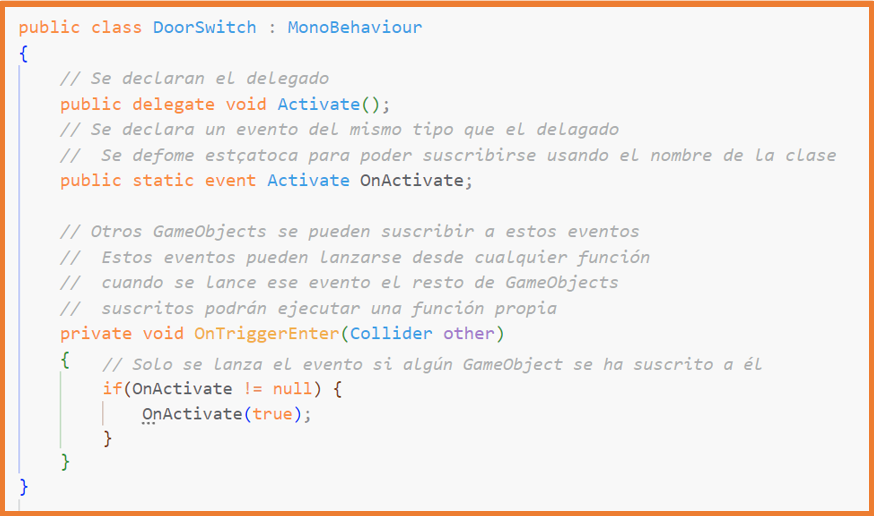 public class DoorSwitch : MonoBehaviour
{
// Se declaran el delegado
public delegate void Activate();
// Se declara un evento del mismo tipo que el delagado
//  Se defome estçatoca para poder suscribirse usando el nombre de la clase
public static event Activate OnActivate;
// Otros GameObjects se pueden suscribir a estos eventos
//  Estos eventos pueden lanzarse desde cualquier función
//  cuando se lance ese evento el resto de GameObjects
//  suscritos podrán ejecutar una función propia
private void OnTriggerEnter(Collider other)
{ // Solo se lanza el evento si algún GameObject se ha suscrito a él
if(OnActivate != null) {
OnActivate(true);
}
}
}